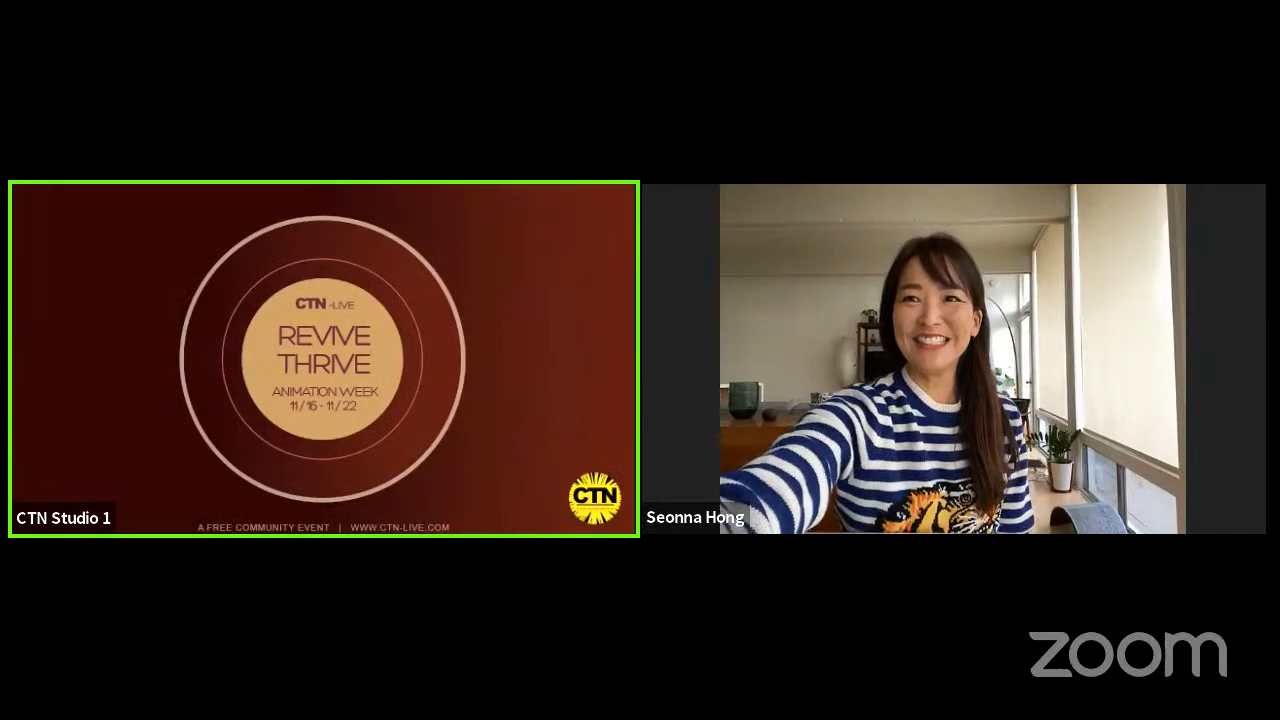 CTN -LIVE
REVIVE
THRIVE
ANIMATION WEEK
11 / 16 - 11 / 22
CTN
CTN Studio 1
A FREE COMMUNITY EVENT | WWW.CTN-LIVE.COM
Seonna Hong
zoom